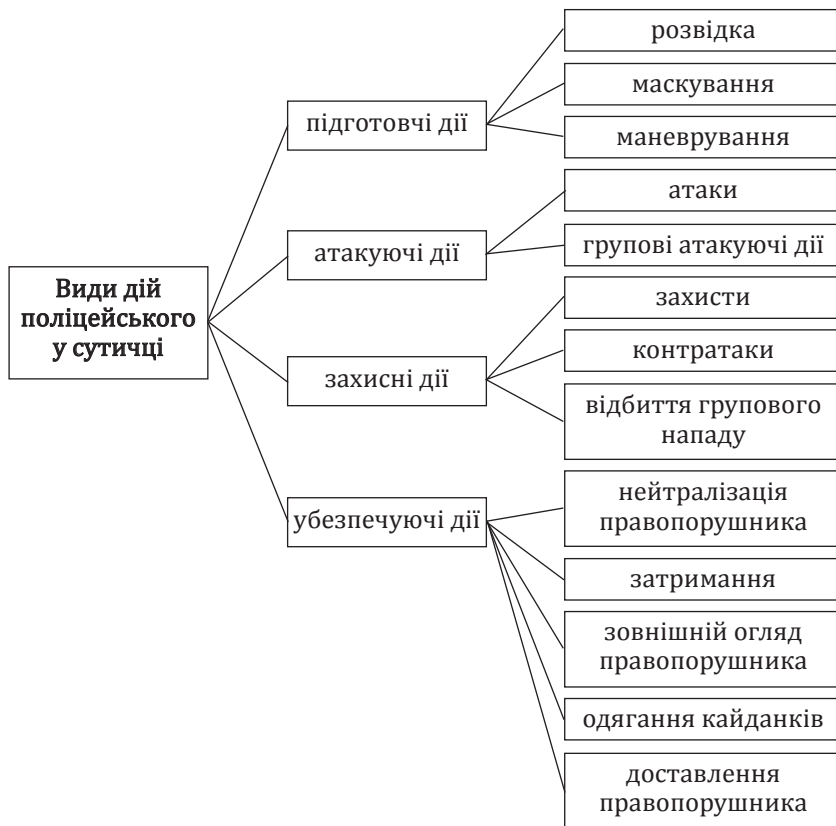 Види дій
поліцейського
у сутичці
підготовчі дії
розвідка
маскування
маневрування
атакуючі дії
атаки
групові атакуючі дії
захисні дії
захисти
контратаки
відбиття групового
нападу
убезпечуючі дії
нейтралізація
правопорушника
затримання
зовнішній огляд
правопорушника
одягання кайданків
доставлення
правопорушника